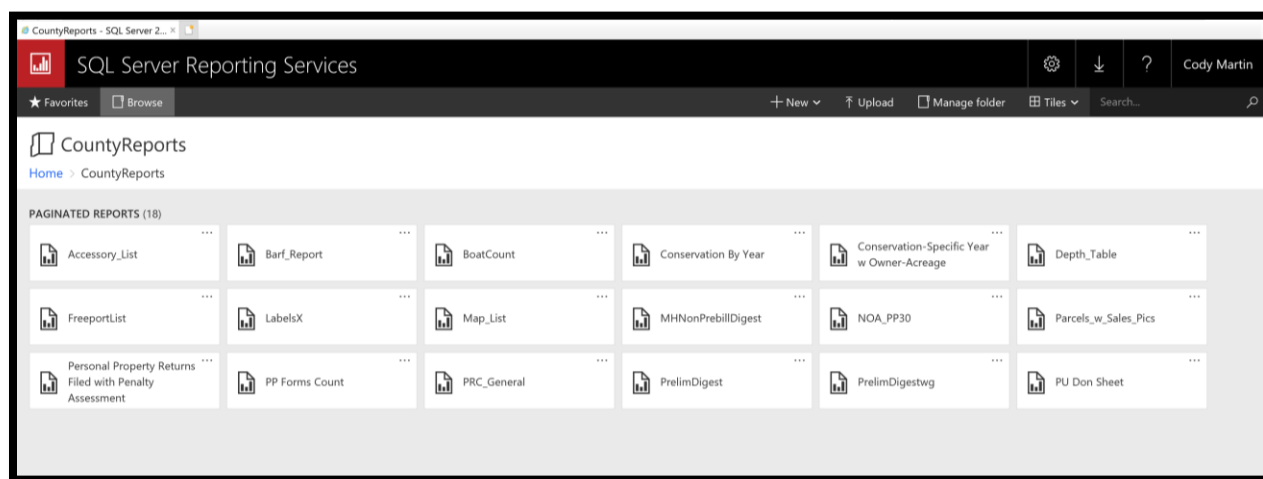 CountyReports - SQL Server 2...
SQL Server Reporting Services
Cody Martin
Favorites Browse
New Upload Manage folder Tiles Search...
CountyReports
Home > CountyReports
PAGINATED REPORTS (18)
Accessory_List
Barf_Report
BoatCount
Conservation By Year
Conservation-Specific Year
w Owner-Acreage
Depth_Table
FreeportList
LabelsX
Map_List
MHNonPrebillDigest
NOA_PP30
Parcels_w_Sales_Pics
Personal Property Returns
Filed with Penalty
Assessment
PP Forms Count
PRC_General
PrelimDigest
PrelimDigestwg
PU Don Sheet